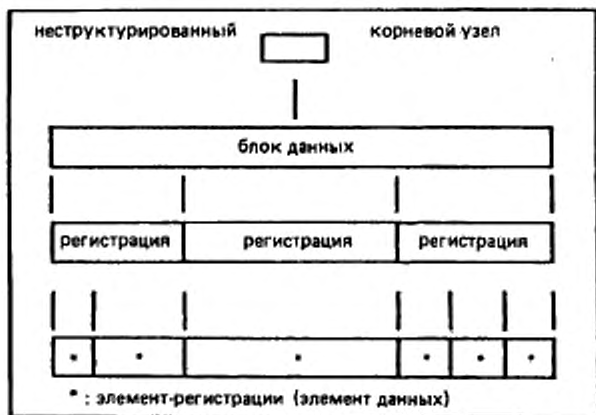 неструктурированный корневой узел
блок данных
регистрация регистрация регистрация
* * * * * *
* : элемент-регистрации (элемент данных)